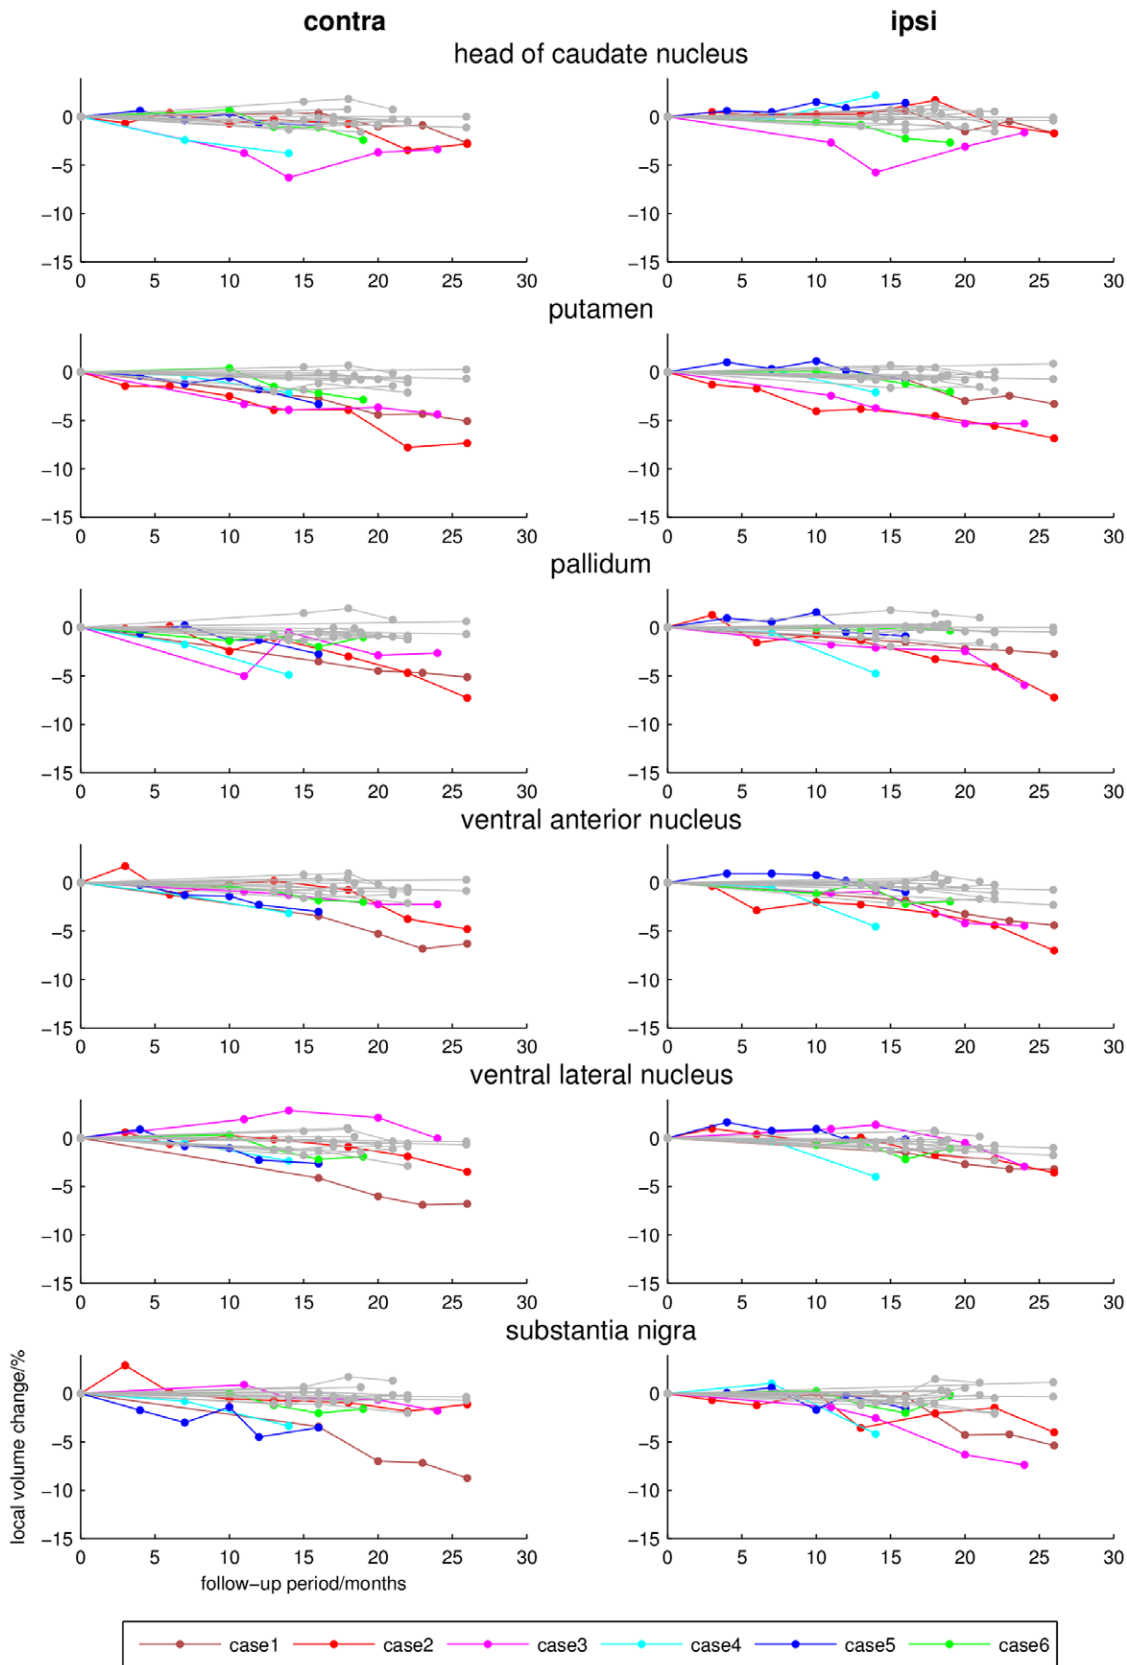 contra ipsi
head of caudate nucleus
0 0
−5 −5
−10 −10
−15 −15
0 5 10 15 20 25 30 0 5 10 15 20 25 30
putamen
0 0
−5 −5
−10 −10
−15 −15
0 5 10 15 20 25 30 0 5 10 15 20 25 30
pallidum
0 0
−5 −5
−10 −10
−15 −15
0 5 10 15 20 25 30 0 5 10 15 20 25 30
ventral anterior nucleus
0 0
−5 −5
−10 −10
−15 −15
0 5 10 15 20 25 30 0 5 10 15 20 25 30
ventral lateral nucleus
0 0
−5 −5
−10 −10
−15 −15
0 5 10 15 20 25 30 0 5 10 15 20 25 30
substantia nigra
local volume change/%
0 0
−5 −5
−10 −10
−15 −15
0 5 10 15 20 25 30 0 5 10 15 20 25 30
follow−up period/months
case1 case2 case3 case4 case5 case6